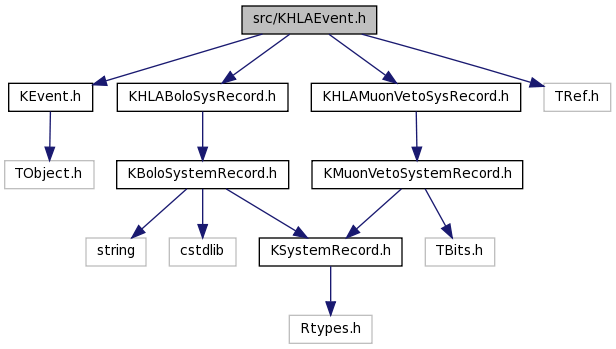 src/KHLAEvent.h
KEvent.h
KHLABoloSysRecord.h
KHLAMuonVetoSysRecord.h
TRef.h
TObject.h
KBoloSystemRecord.h
KMuonVetoSystemRecord.h
string
cstdlib
KSystemRecord.h
TBits.h
Rtypes.h